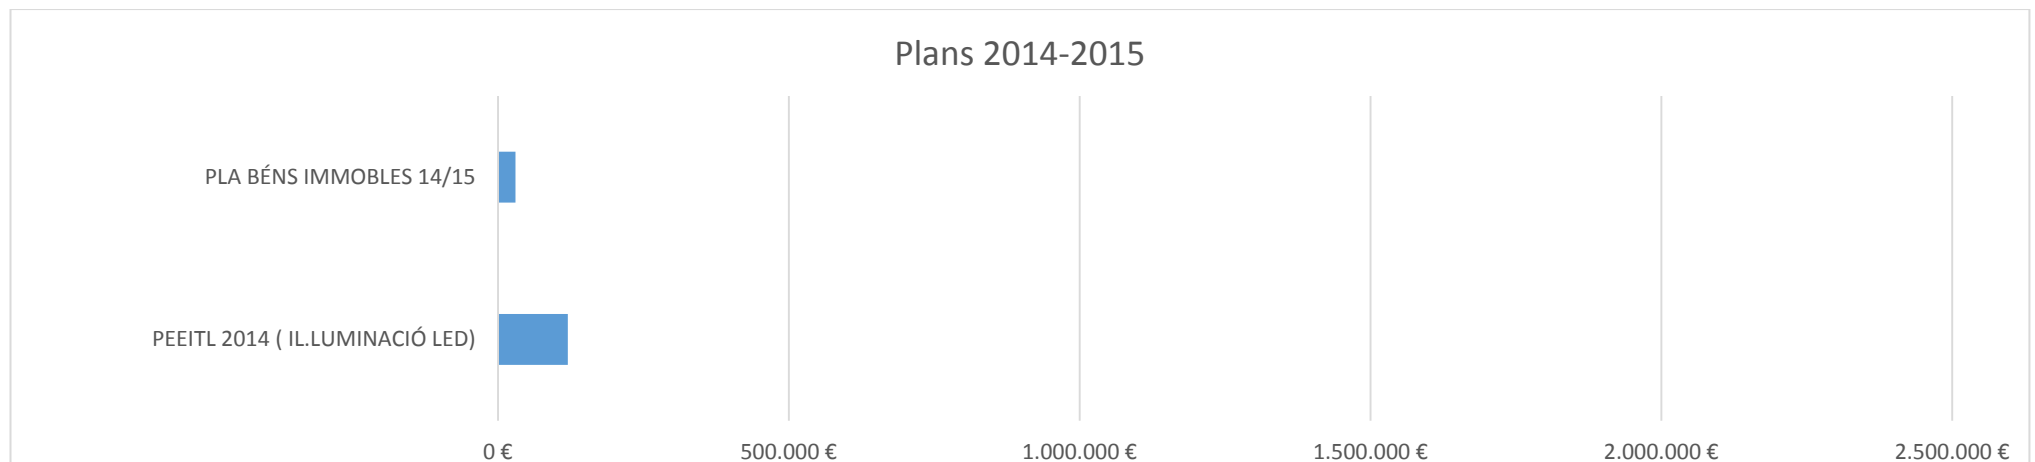 Plans 2014-2015
PLA BÉNS IMMOBLES 14/15
PEEITL 2014 ( IL.LUMINACIÓ LED)
0 € 500.000 € 1.000.000 € 1.500.000 € 2.000.000 € 2.500.000 €